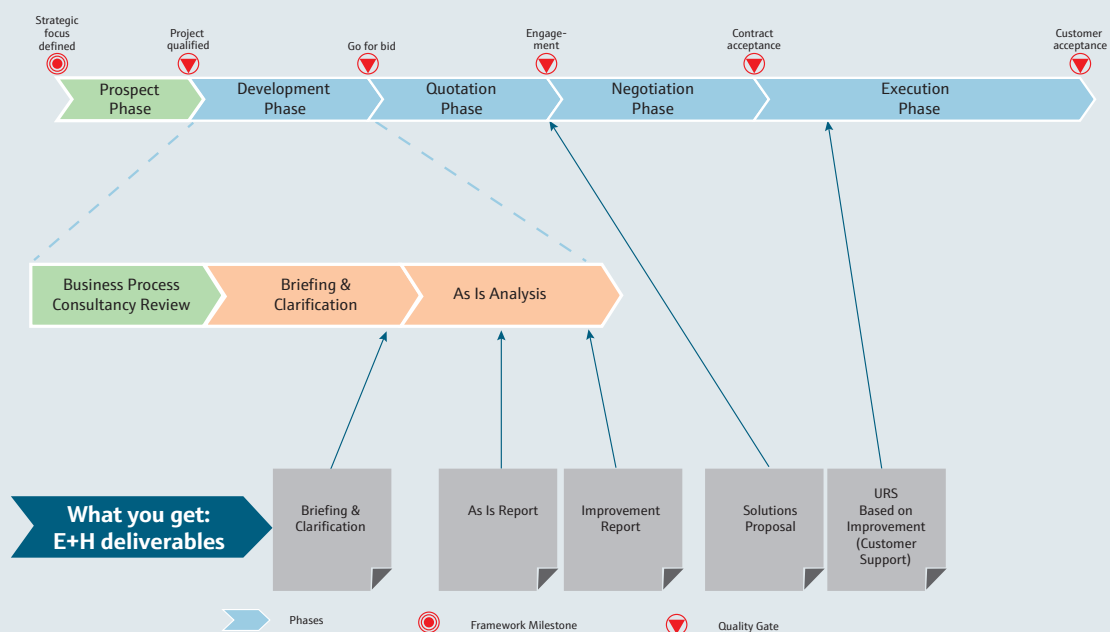 Strategic
focus
defined
Project
qualified
Go for bid
Engage-
ment
Contract
acceptance
Customer
acceptance
Prospect
Phase
Development
Phase
Quotation
Phase
Negotiation
Phase
Execution
Phase
Business Process
Consultancy Review
Briefing &
Clarification
As Is Analysis
What you get:
E+H deliverables
Briefing &
Clarification
As Is Report
Improvement
Report
Solutions
Proposal
URS
Based on
Improvement
(Customer
Support)
Phases
Framework Milestone
Quality Gate